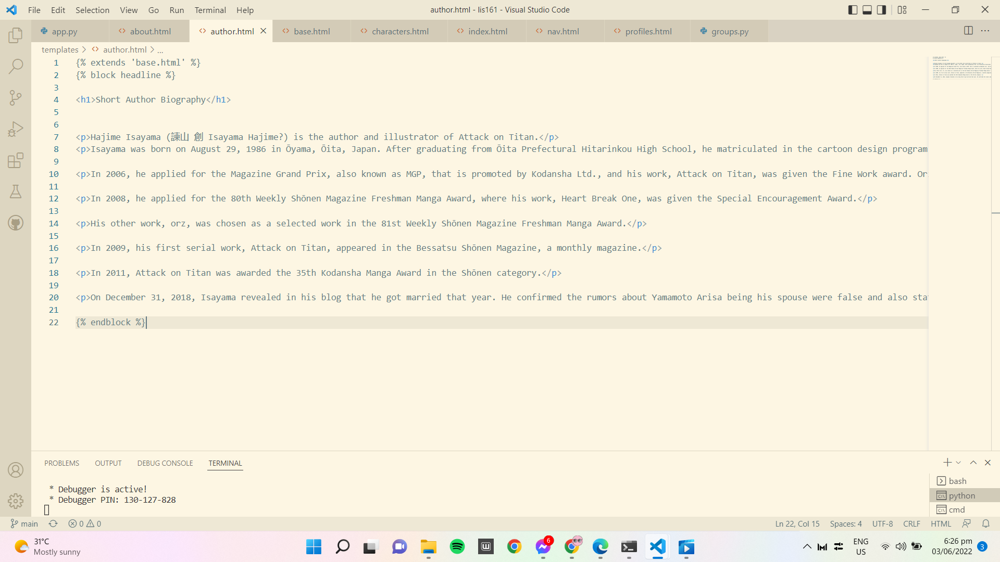 File Edit Selection View Go Run Terminal Help
author.html - lis161 - Visual Studio Code
app.py
about.html
author.html
base.html
characters.html
index.html
nav.html
profiles.html
groups.py
templates > author.html > ...
1 {% extends 'base.html' %}
2 {% block headline %}
3
4 <h1>Short Author Biography</h1>
5
6
7 <p>Hajime Isayama (諫山 創 Isayama Hajime?) is the author and illustrator of Attack on Titan.</p>
8 <p>Isayama was born on August 29, 1986 in Ōyama, Ōita, Japan. After graduating from Ōita Prefectural Hitarinkou High School, he matriculated in the cartoon design program
9
10 <p>In 2006, he applied for the Magazine Grand Prix, also known as MGP, that is promoted by Kodansha Ltd., and his work, Attack on Titan, was given the Fine Work award. Or
11
12 <p>In 2008, he applied for the 80th Weekly Shōnen Magazine Freshman Manga Award, where his work, Heart Break One, was given the Special Encouragement Award.</p>
13
14 <p>His other work, orz, was chosen as a selected work in the 81st Weekly Shōnen Magazine Freshman Manga Award.</p>
15
16 <p>In 2009, his first serial work, Attack on Titan, appeared in the Bessatsu Shōnen Magazine, a monthly magazine.</p>
17
18 <p>In 2011, Attack on Titan was awarded the 35th Kodansha Manga Award in the Shōnen category.</p>
19
20 <p>On December 31, 2018, Isayama revealed in his blog that he got married that year. He confirmed the rumors about Yamamoto Arisa being his spouse were false and also sta
21
22 {% endblock %}
PROBLEMS OUTPUT DEBUG CONSOLE TERMINAL
* Debugger is active!
* Debugger PIN: 130-127-828
bash
python
cmd
main 0 0
Ln 22, Col 15 Spaces: 4 UTF-8 CRLF HTML
31°C
Mostly sunny
6
ENG
US
6:26 pm
03/06/2022
3